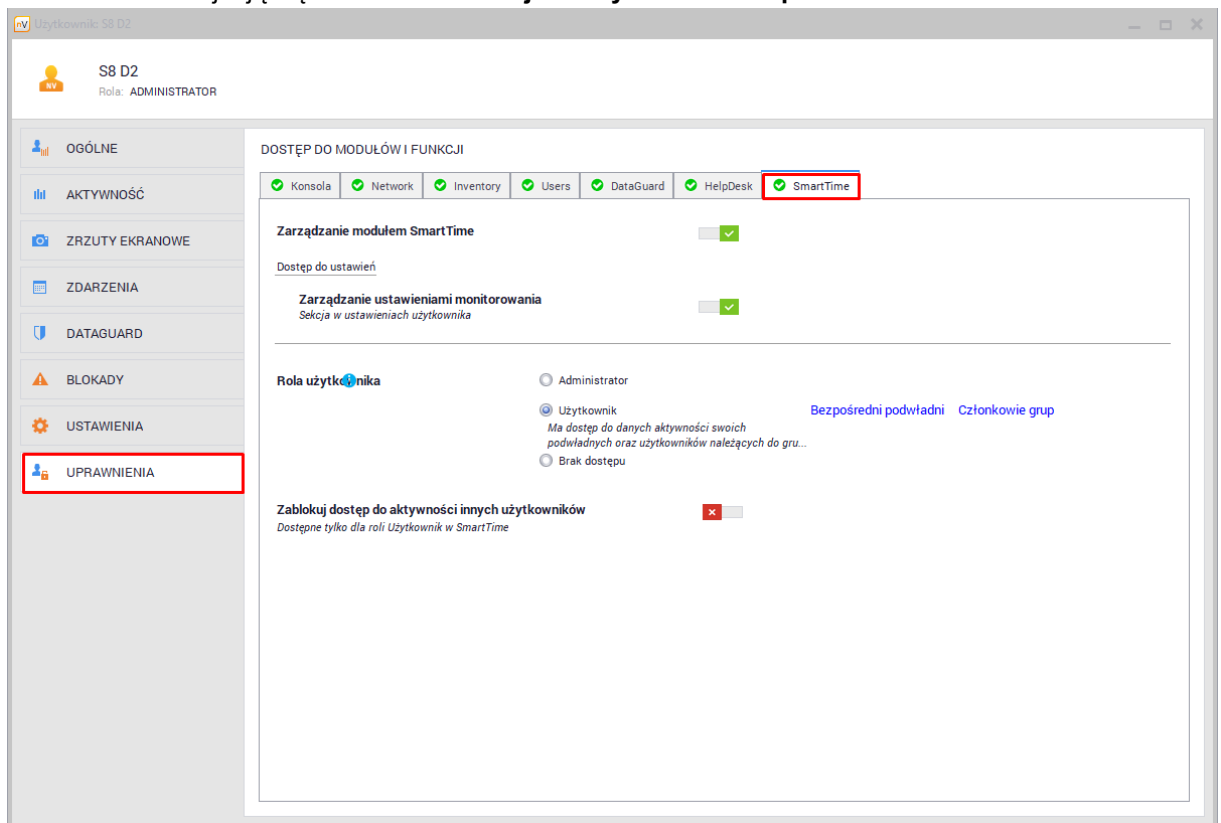 nV Użytkownik: S8 D2
NV
S8 D2
Rola: ADMINISTRATOR
OGÓLNE
AKTYWNOŚĆ
ZRZUTY EKRANOWE
ZDARZENIA
DATAGUARD
BLOKADY
USTAWIENIA
UPRAWNIENIA
DOSTĘP DO MODUŁÓW I FUNKCJI
Konsola Network Inventory Users DataGuard HelpDesk SmartTime
Zarządzanie modułem SmartTime
Dostęp do ustawień
Zarządzanie ustawieniami monitorowania
Sekcja w ustawieniach użytkownika
Rola użytkownika
Administrator
Użytkownik Bezpośredni podwładni Członkowie grup
Ma dostęp do danych aktywności swoich
podwładnych oraz użytkowników należących do gru...
Brak dostępu
Zablokuj dostęp do aktywności innych użytkowników
Dostępne tylko dla roli Użytkownik w SmartTime